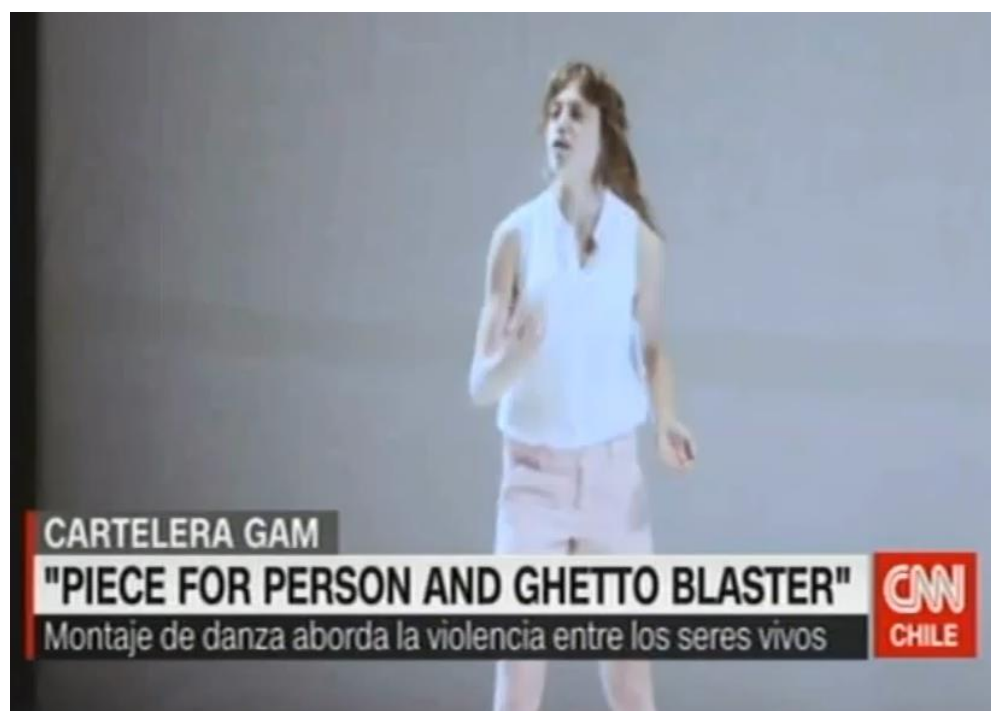 CARTELERA GAM
"PIECE FOR PERSON AND GHETTO BLASTER"
Montaje de danza aborda la violencia entre los seres vivos
CNN
CHILE